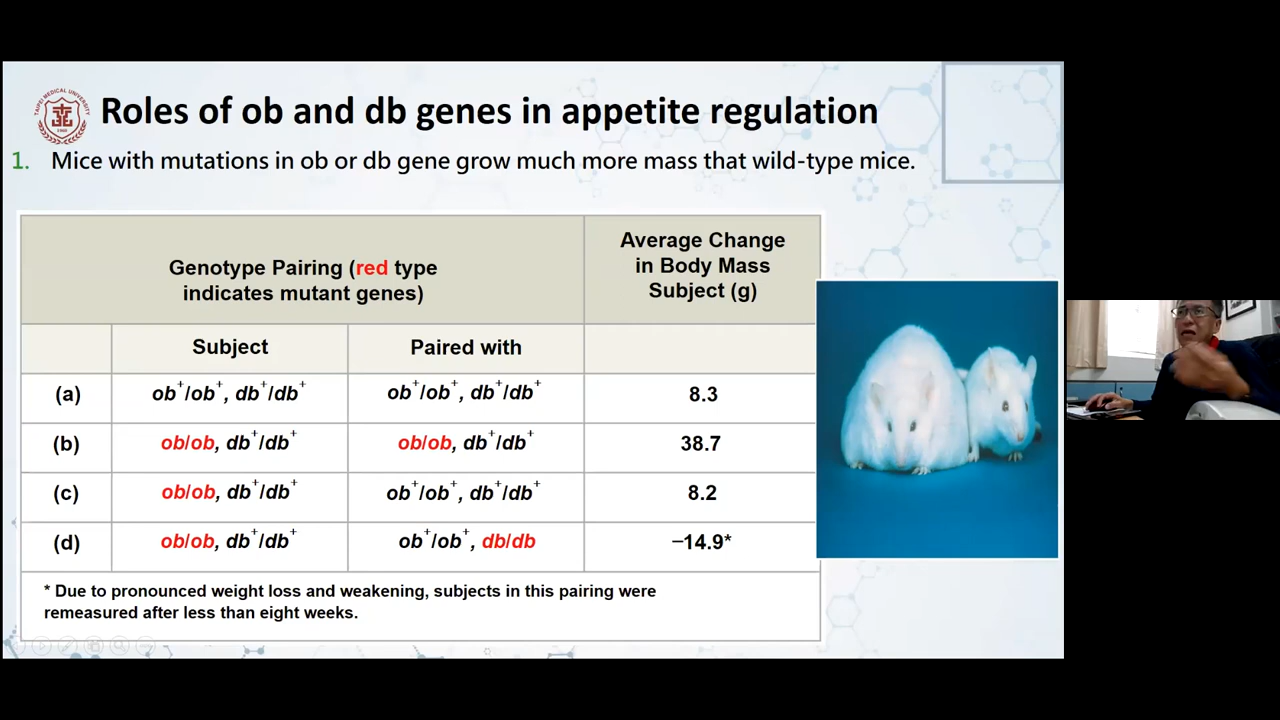 TAIPEI MEDICAL UNIVERSITY
1960
Roles of ob and db genes in appetite regulation
1. Mice with mutations in ob or db gene grow much more mass that wild-type mice.
Genotype Pairing (red type
indicates mutant genes)
Average Change
in Body Mass
Subject (g)
Subject Paired with
(a) ob⁺/ob⁺, db⁺/db⁺ ob⁺/ob⁺, db⁺/db⁺ 8.3
(b) ob/ob, db⁺/db⁺ ob/ob, db⁺/db⁺ 38.7
(c) ob/ob, db⁺/db⁺ ob⁺/ob⁺, db⁺/db⁺ 8.2
(d) ob/ob, db⁺/db⁺ ob⁺/ob⁺, db/db −14.9*
* Due to pronounced weight loss and weakening, subjects in this pairing were
remeasured after less than eight weeks.